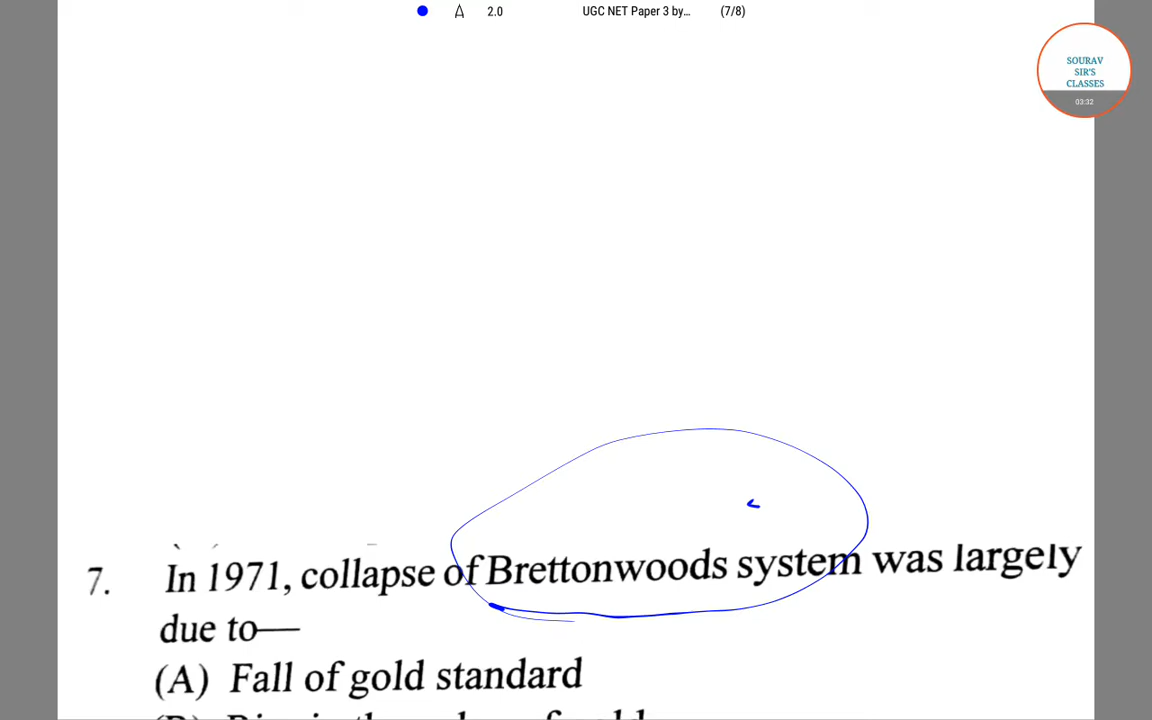 2.0 UGC NET Paper 3 by... (7/8)
SOURAV
SIR'S
CLASSES
03:32
7. In 1971, collapse of Brettonwoods system was largely
due to—
(A) Fall of gold standard